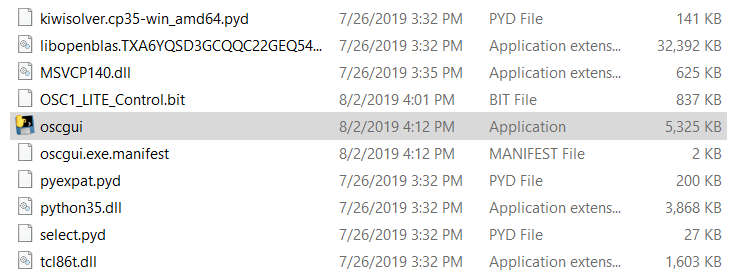 kiwisolver.cp35-win_amd64.pyd 7/26/2019 3:32 PM PYD File 141 KB
libopenblas.TXA6YQSD3GCQQC22GEQ54... 7/26/2019 3:32 PM Application extens... 32,392 KB
MSVCP140.dll 7/26/2019 3:35 PM Application extens... 625 KB
OSC1_LITE_Control.bit 8/2/2019 4:01 PM BIT File 837 KB
oscgui 8/2/2019 4:12 PM Application 5,325 KB
oscgui.exe.manifest 8/2/2019 4:12 PM MANIFEST File 2 KB
pyexpat.pyd 7/26/2019 3:32 PM PYD File 200 KB
python35.dll 7/26/2019 3:32 PM Application extens... 3,868 KB
select.pyd 7/26/2019 3:32 PM PYD File 27 KB
tcl86t.dll 7/26/2019 3:32 PM Application extens... 1,603 KB